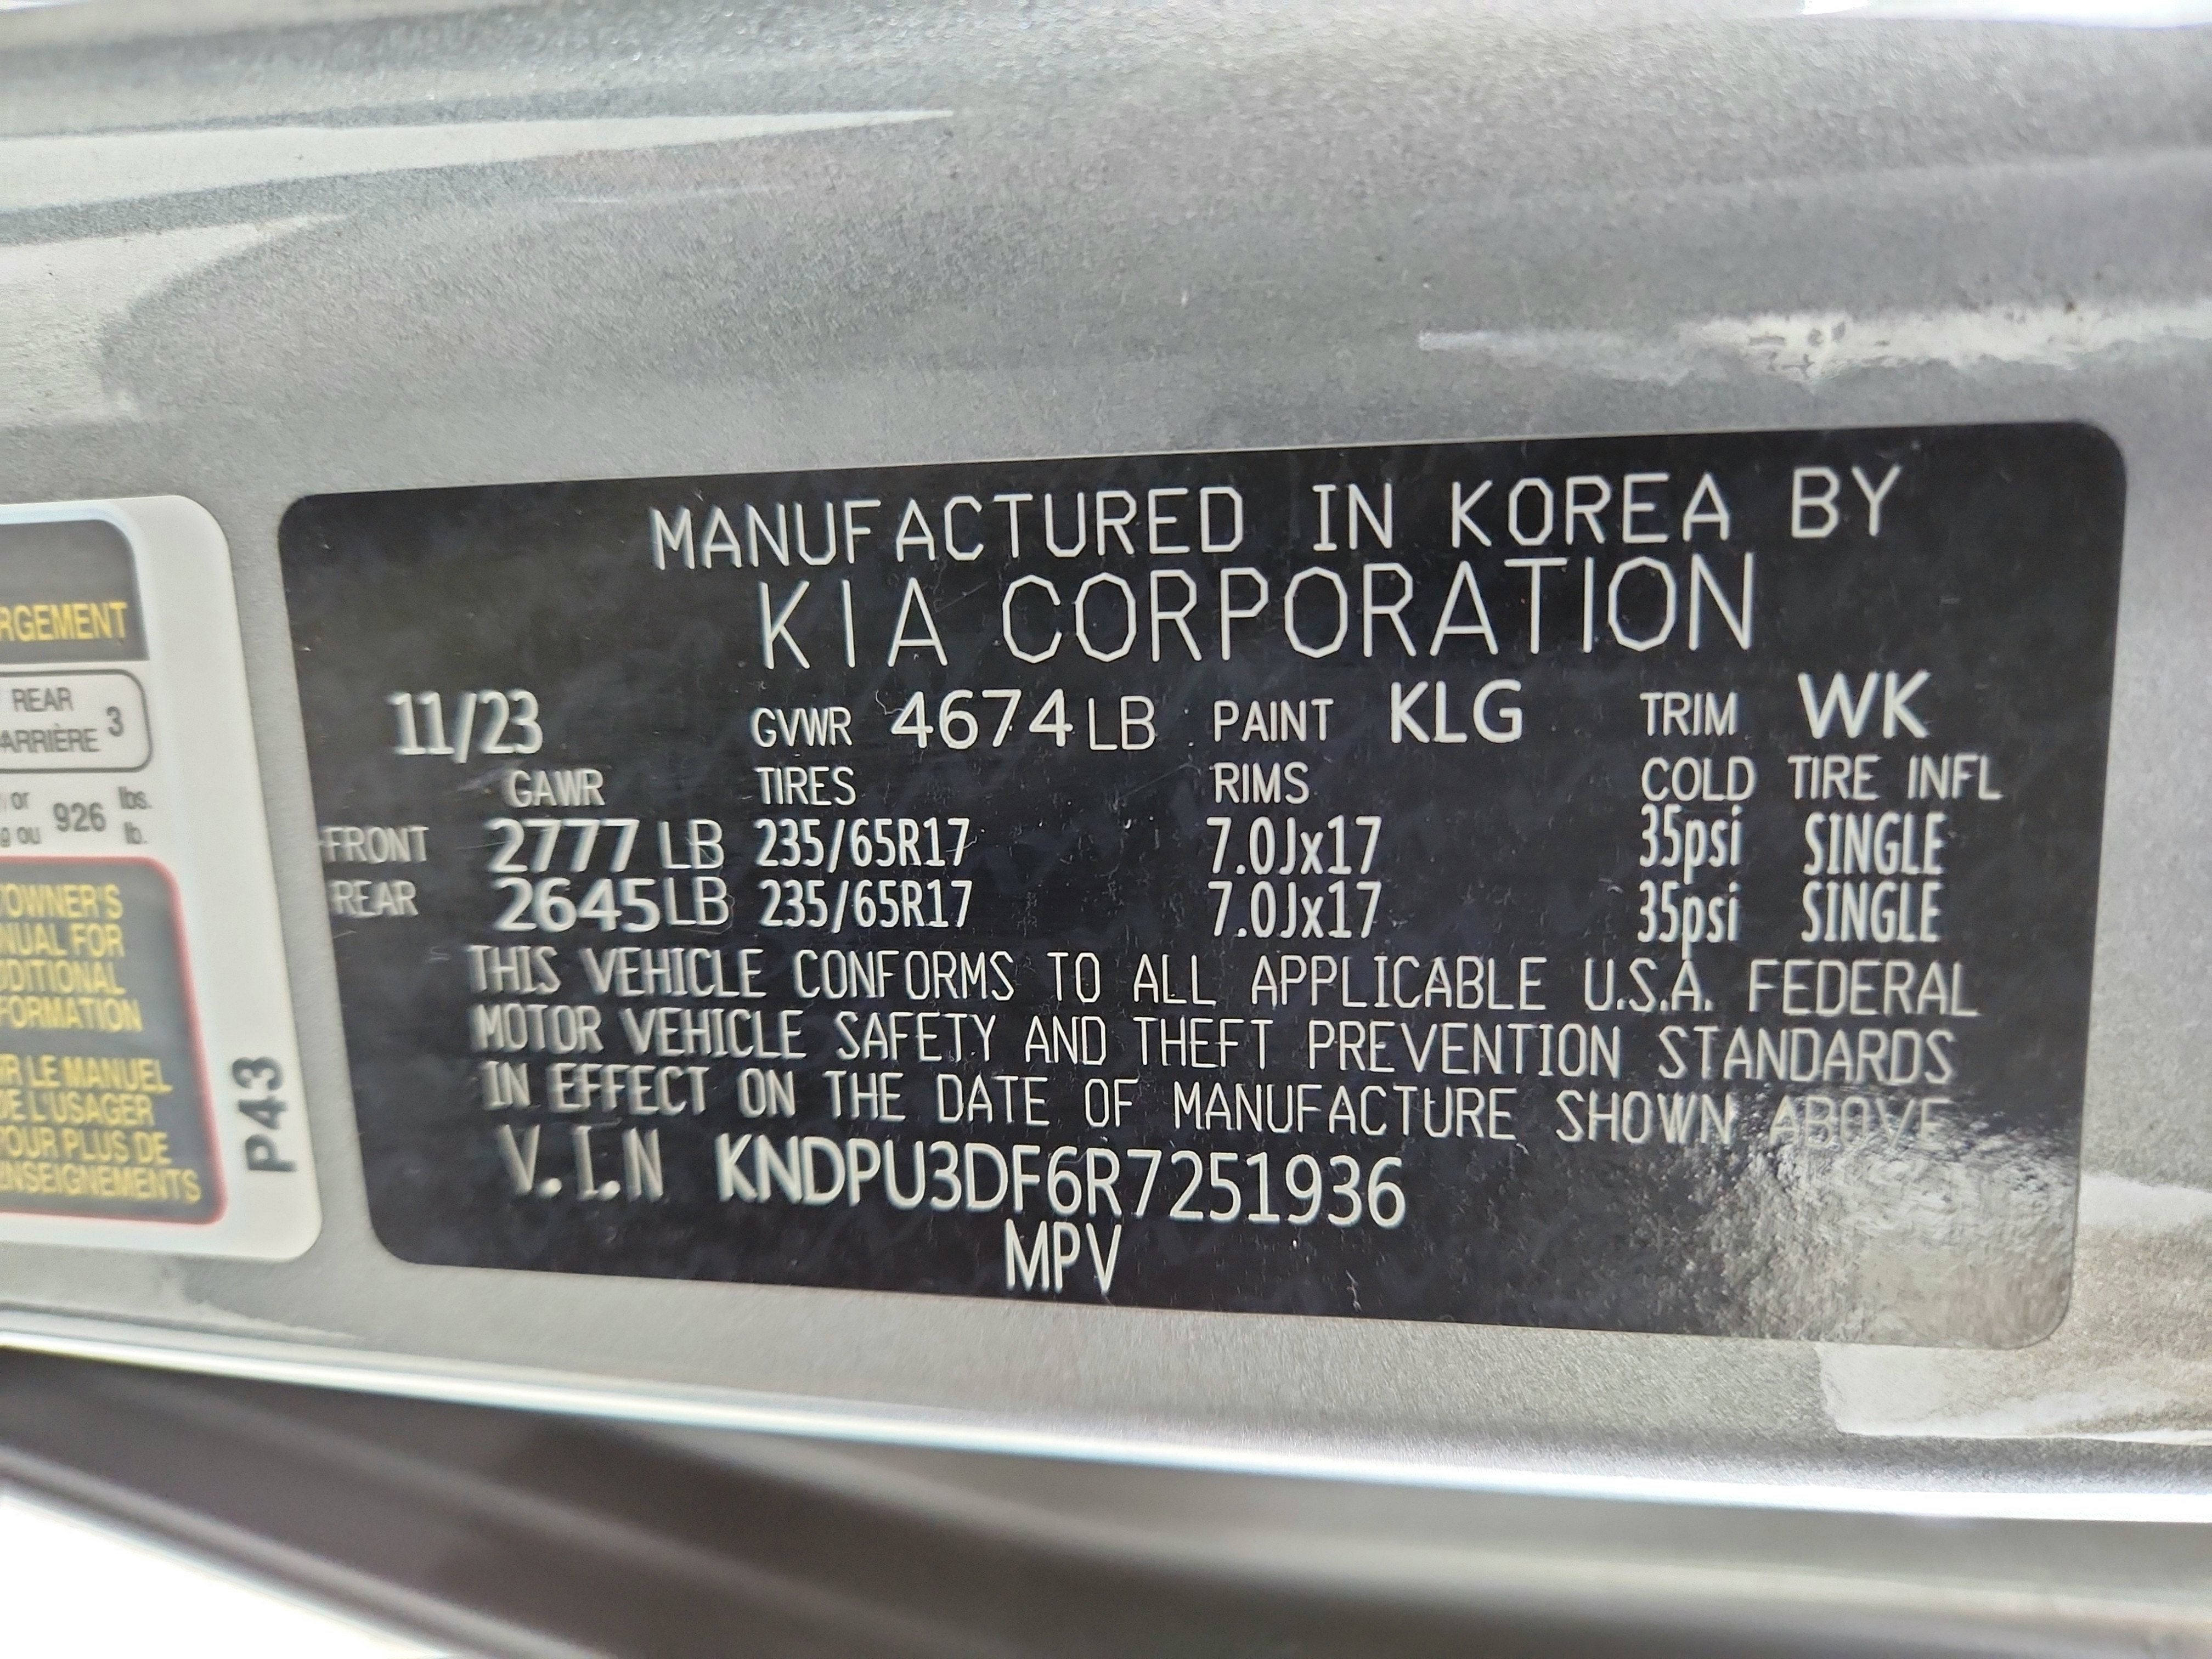 MANUFACTURED IN KOREA BY
KIA CORPORATION
11/23 GVWR 4674 LB PAINT KLG TRIM WK
GAWR TIRES RIMS COLD TIRE INFL
FRONT 2777 LB 235/65R17 7.0Jx17 35psi SINGLE
REAR 2645 LB 235/65R17 7.0Jx17 35psi SINGLE
THIS VEHICLE CONFORMS TO ALL APPLICABLE U.S.A. FEDERAL
MOTOR VEHICLE SAFETY AND THEFT PREVENTION STANDARDS
IN EFFECT ON THE DATE OF MANUFACTURE SHOWN ABOVE
V.I.N KNDPU3DF6R7251936
MPV
RGEMENT
REAR
ARRIÈRE 3
or 926 lbs.
ou lb.
OWNER'S
NUAL FOR
DITIONAL
FORMATION
R LE MANUEL
DE L'USAGER
POUR PLUS DE
ENSEIGNEMENTS
P43